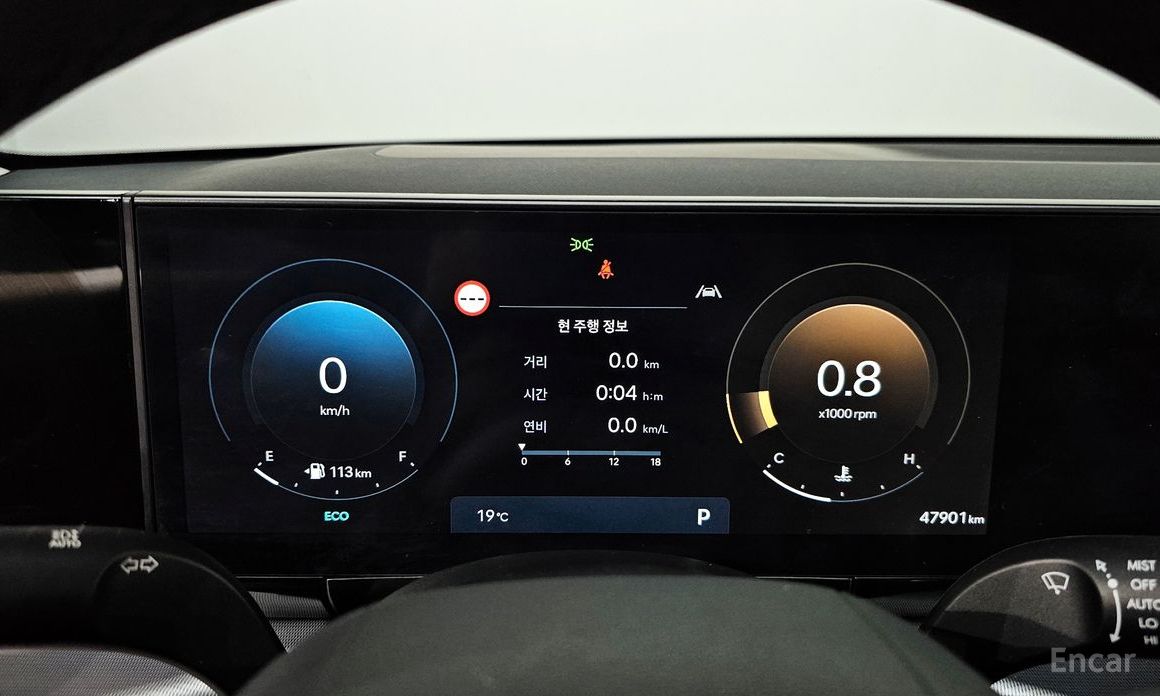 현 주행 정보
거리 0.0 km
시간 0:04 h:m
연비 0.0 km/L
0 6 12 18
0
km/h
E F
113 km
ECO
0.8
x1000 rpm
C H
19°C P
47901 km
AUTO
MIST
OFF
AUTO
LO
HI
Encar